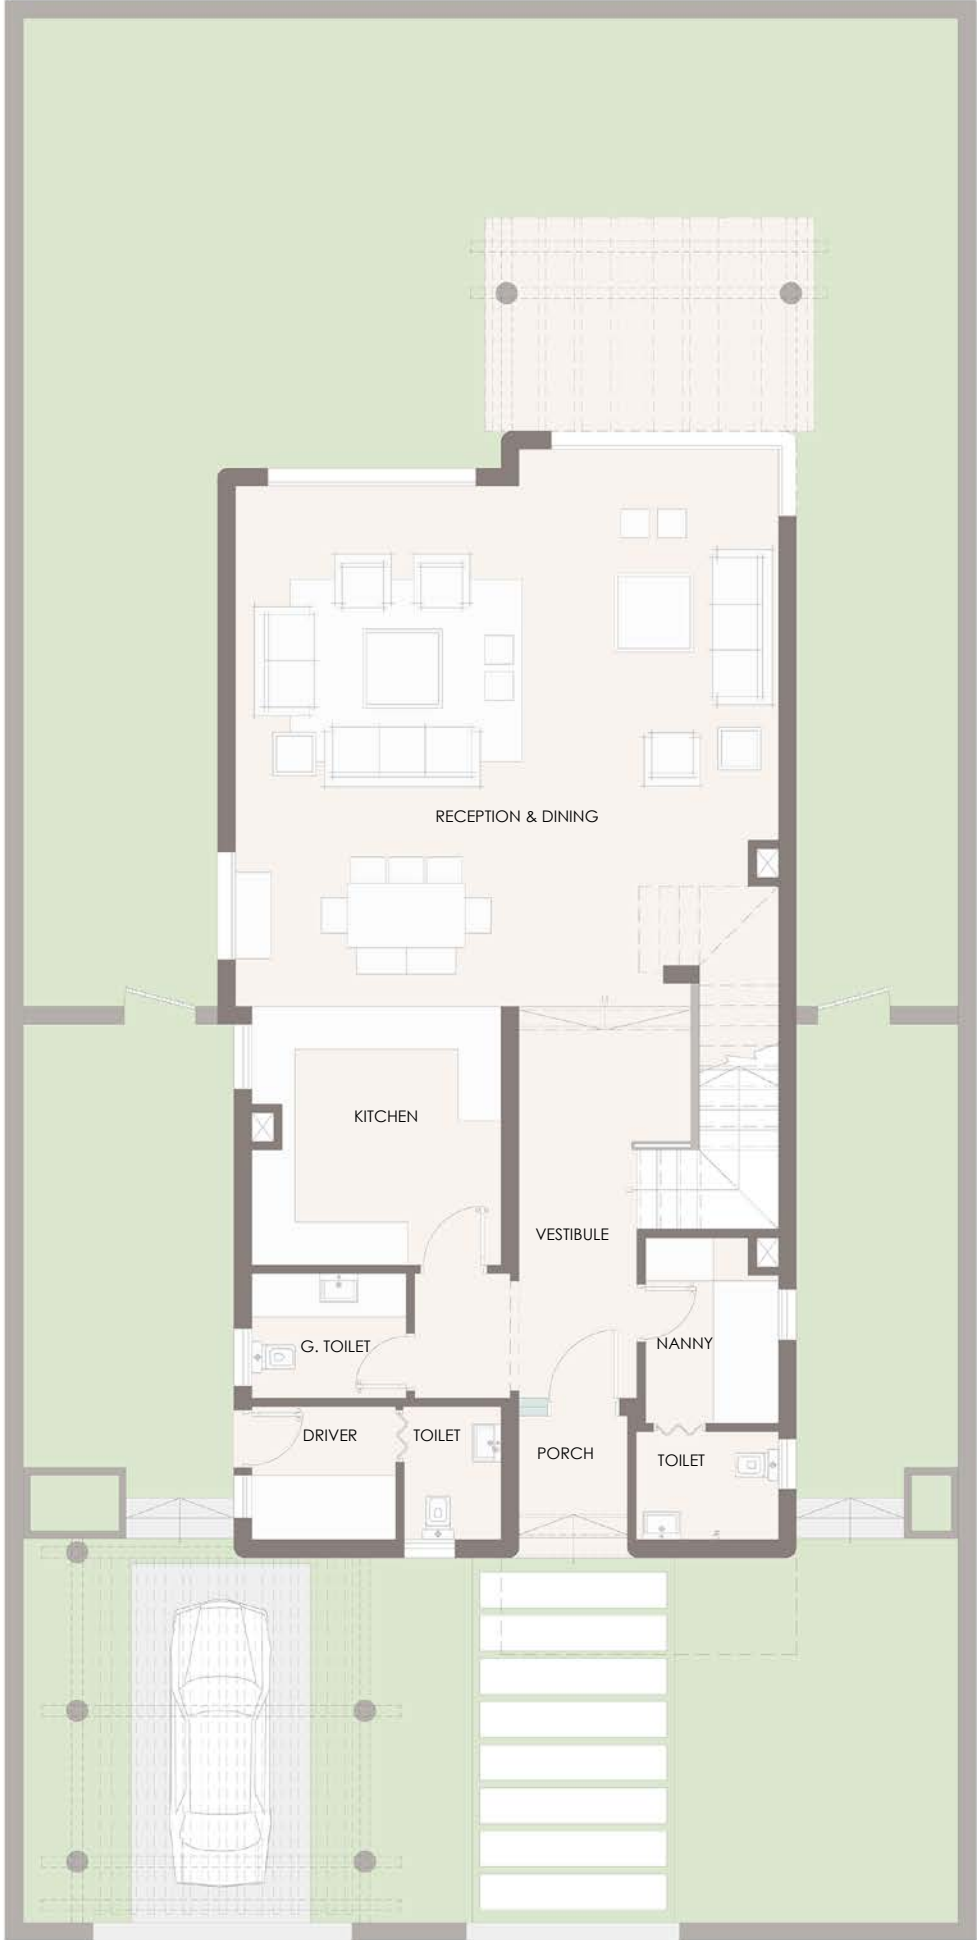 RECEPTION & DINING
KITCHEN
VESTIBULE
G. TOILET
NANNY
DRIVER
TOILET
PORCH
TOILET